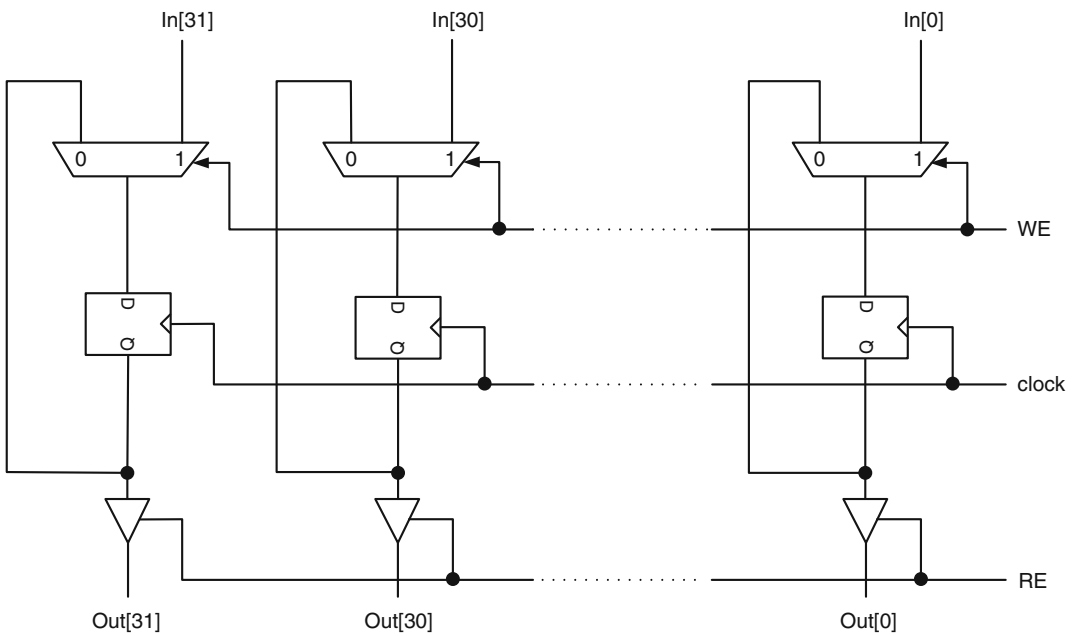 In[31] In[30] In[0]
0 1 0 1 0 1
WE
D D D
Q Q Q
clock
RE
Out[31] Out[30] Out[0]